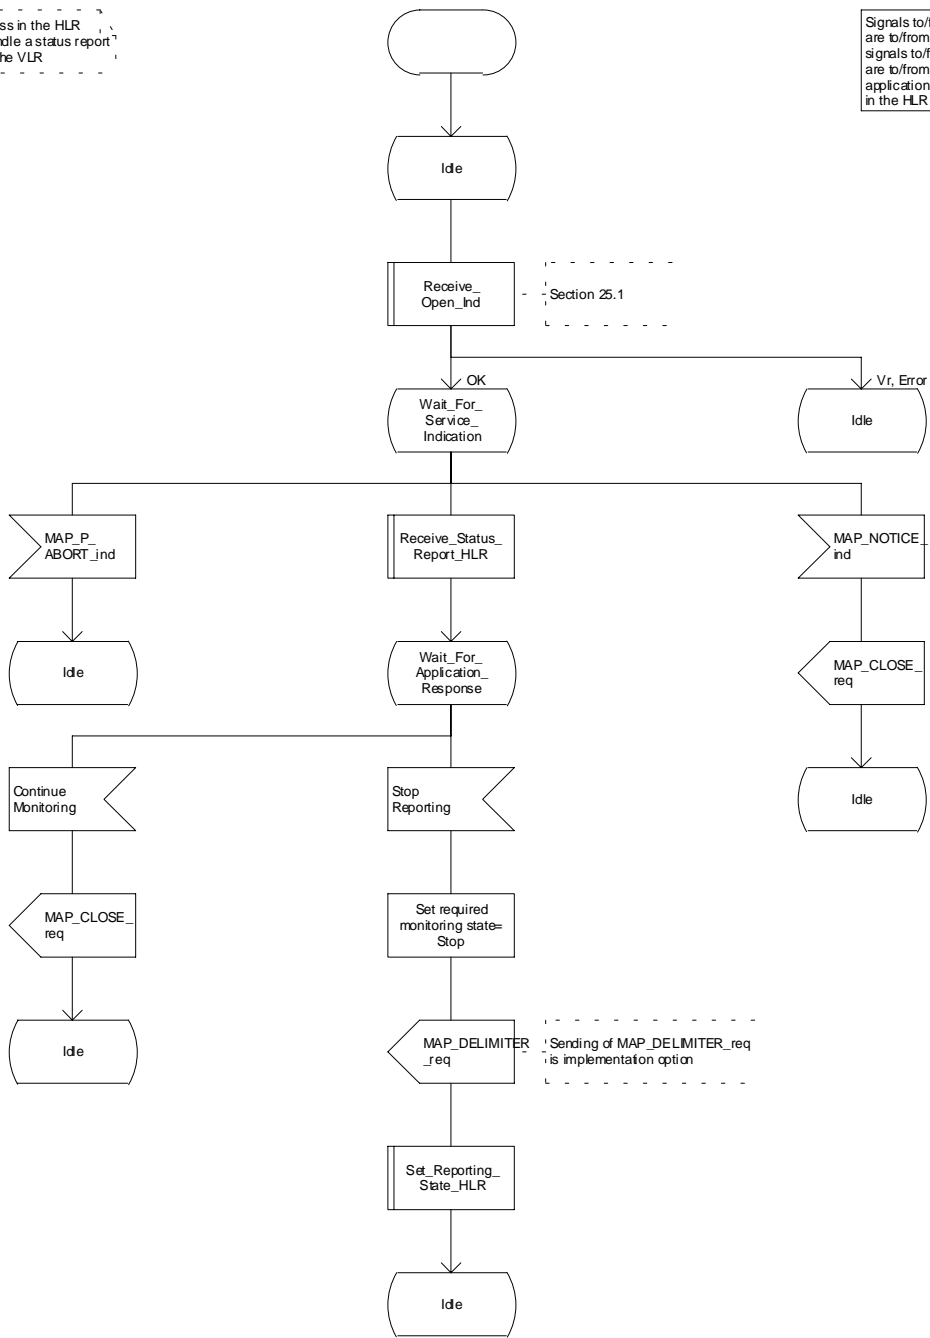 ss in the HLR
ndle a status report
he VLR
Signals to/f
are to/from
signals to/f
are to/from
application
in the HLR
Idle
Receive_
Open_Ind
Section 25.1
OK
Vr, Error
Wait_For_
Service_
Indication
Idle
MAP_P_
ABORT_ind
Receive_Status_
Report_HLR
MAP_NOTICE_
ind
Idle
Wait_For_
Application_
Response
MAP_CLOSE_
req
Continue
Monitoring
Stop
Reporting
Idle
MAP_CLOSE_
req
Set required
monitoring state=
Stop
Idle
MAP_DELIMITER
_req
Sending of MAP_DELIMITER_req
is implementation option
Set_Reporting_
State_HLR
Idle